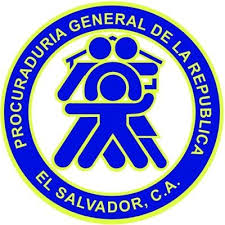 PROCURADURIA GENERAL DE LA REPUBLICA
EL SALVADOR, C.A.